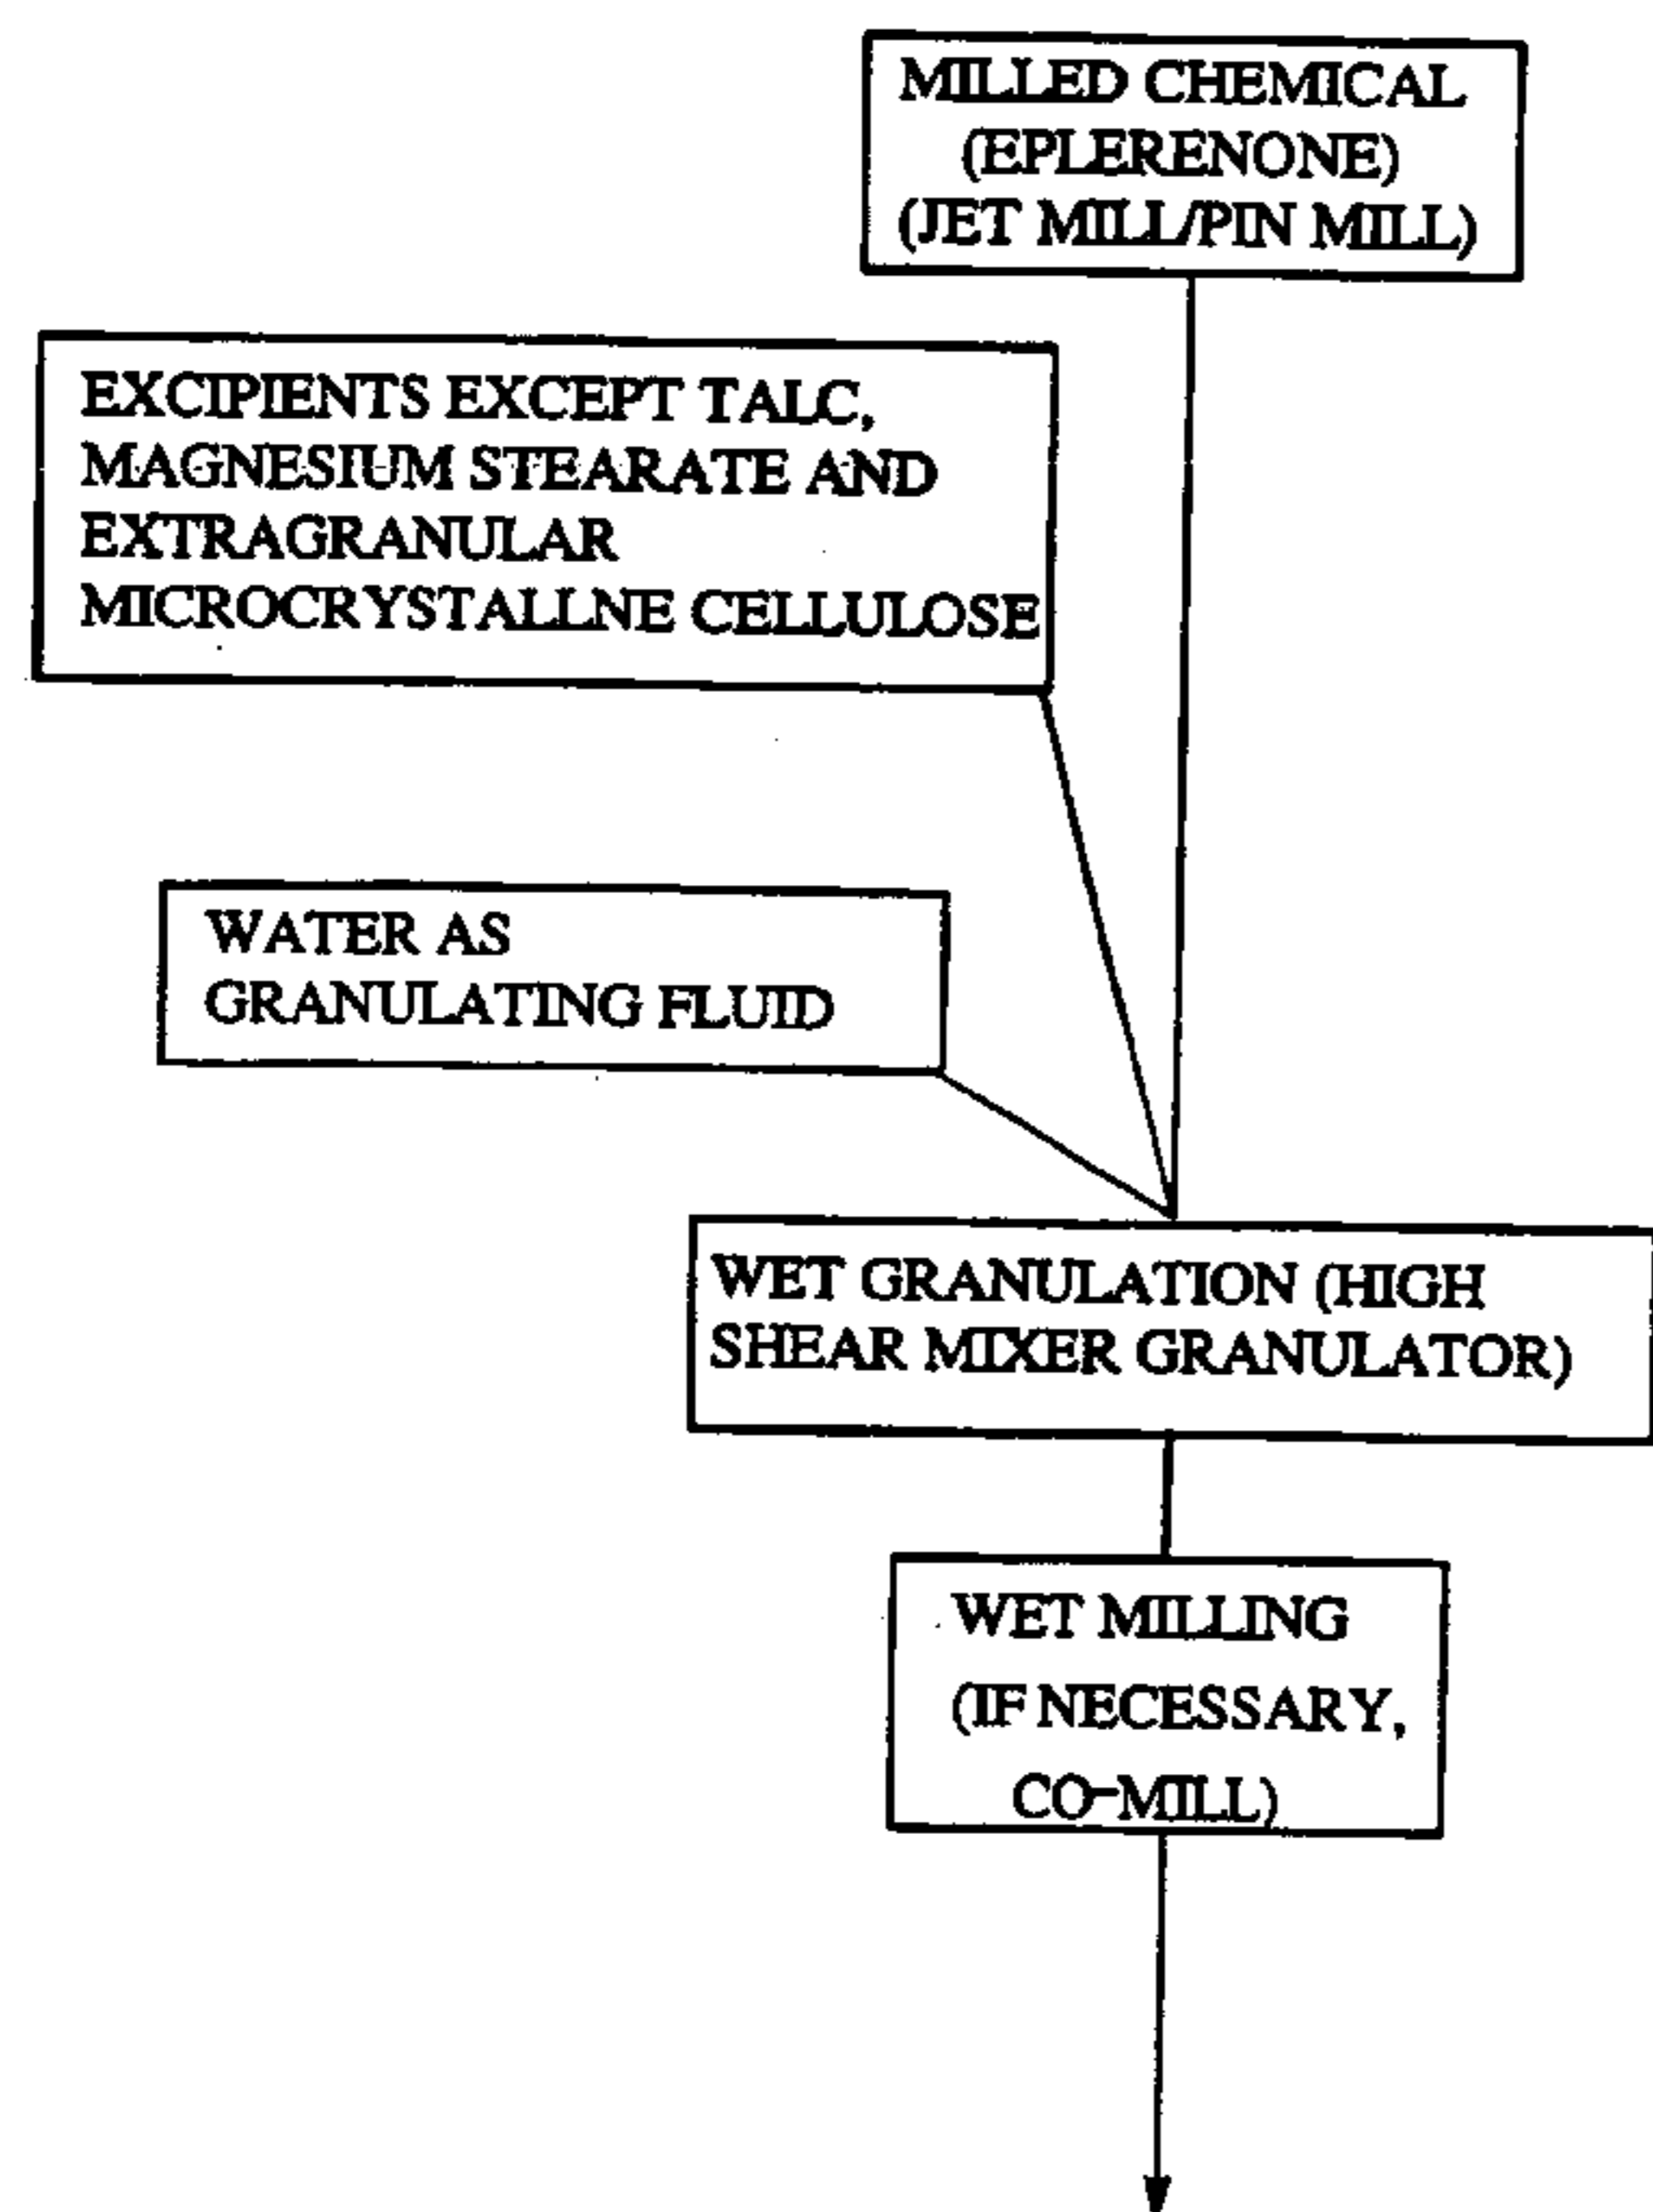 MILLED CHEMICAL
(EPLERENONE)
(JET MILL/PIN MILL)
EXCIPIENTS EXCEPT TALC,
MAGNESIUM STEARATE AND
EXTRAGRANULAR
MICROCRYSTALLNE CELLULOSE
WATER AS
GRANULATING FLUID
WET GRANULATION (HIGH
SHEAR MIXER GRANULATOR)
WET MILLING
(IF NECESSARY,
CO-MILL)